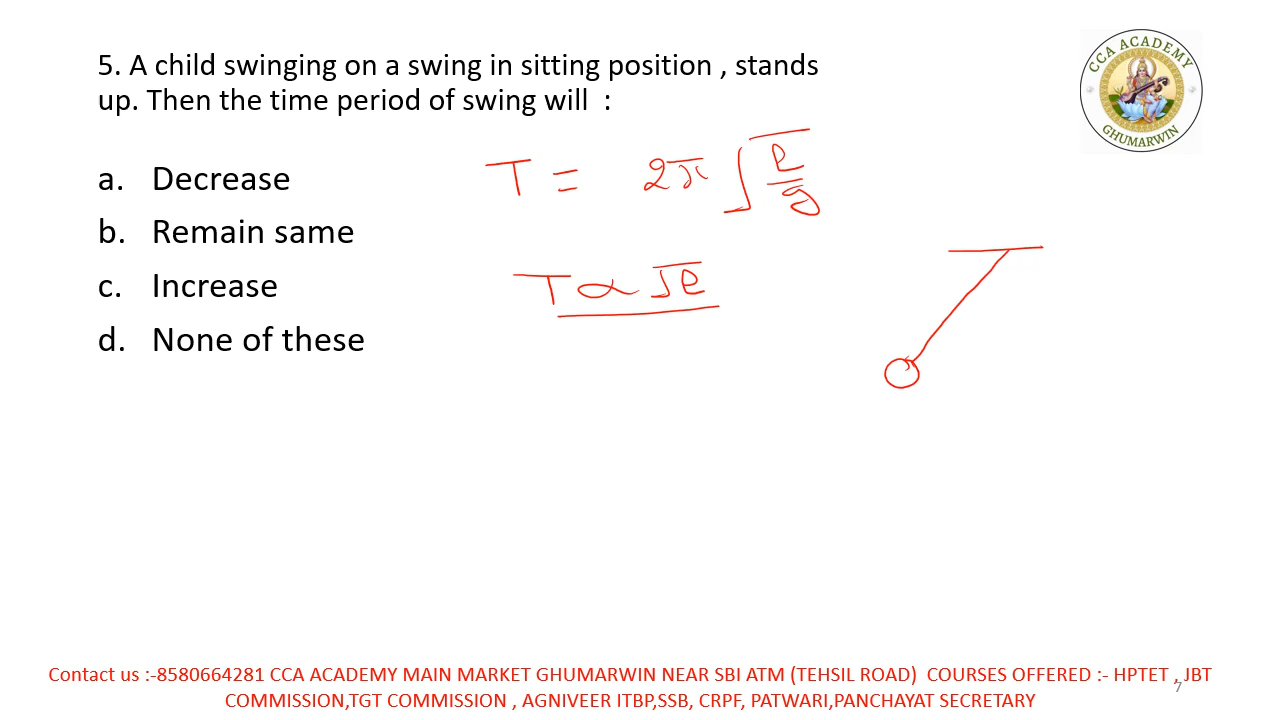 5. A child swinging on a swing in sitting position , stands
up. Then the time period of swing will :
a. Decrease
b. Remain same
c. Increase
d. None of these
T = 2π √l/g
T ∝ √l
CCA ACADEMY
GHUMARWIN
Contact us :-8580664281 CCA ACADEMY MAIN MARKET GHUMARWIN NEAR SBI ATM (TEHSIL ROAD) COURSES OFFERED :- HPTET , JBT
COMMISSION,TGT COMMISSION , AGNIVEER ITBP,SSB, CRPF, PATWARI,PANCHAYAT SECRETARY
7